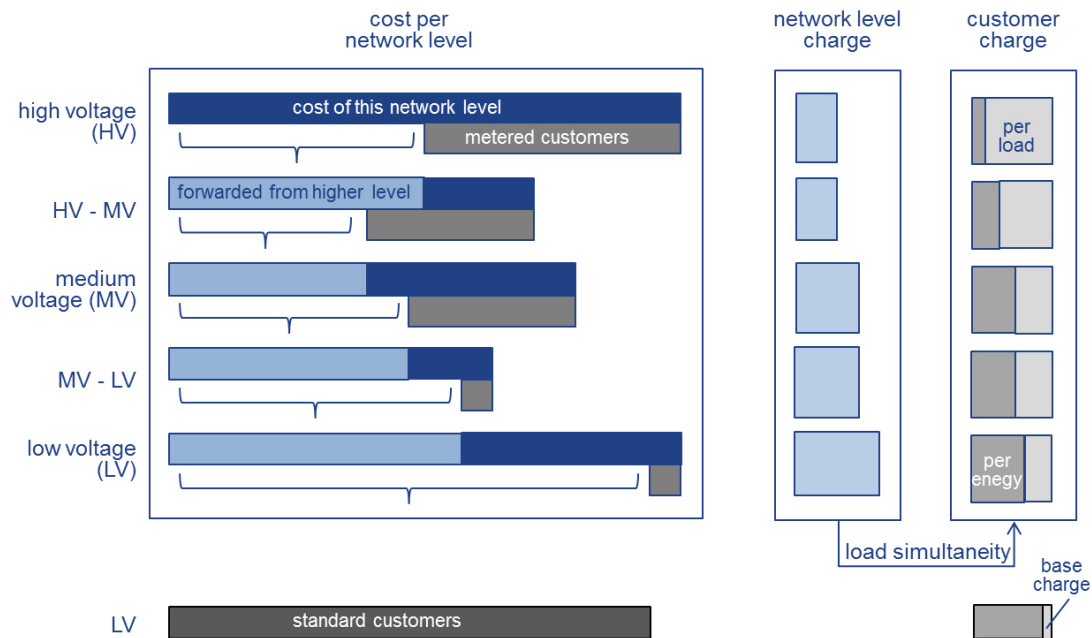 cost per
network level
network level
charge
customer
charge
high voltage
(HV)
cost of this network level
metered customers
per
load
HV - MV
forwarded from higher level
medium
voltage (MV)
MV - LV
low voltage
(LV)
per
enegy
load simultaneity
base
charge
LV
standard customers